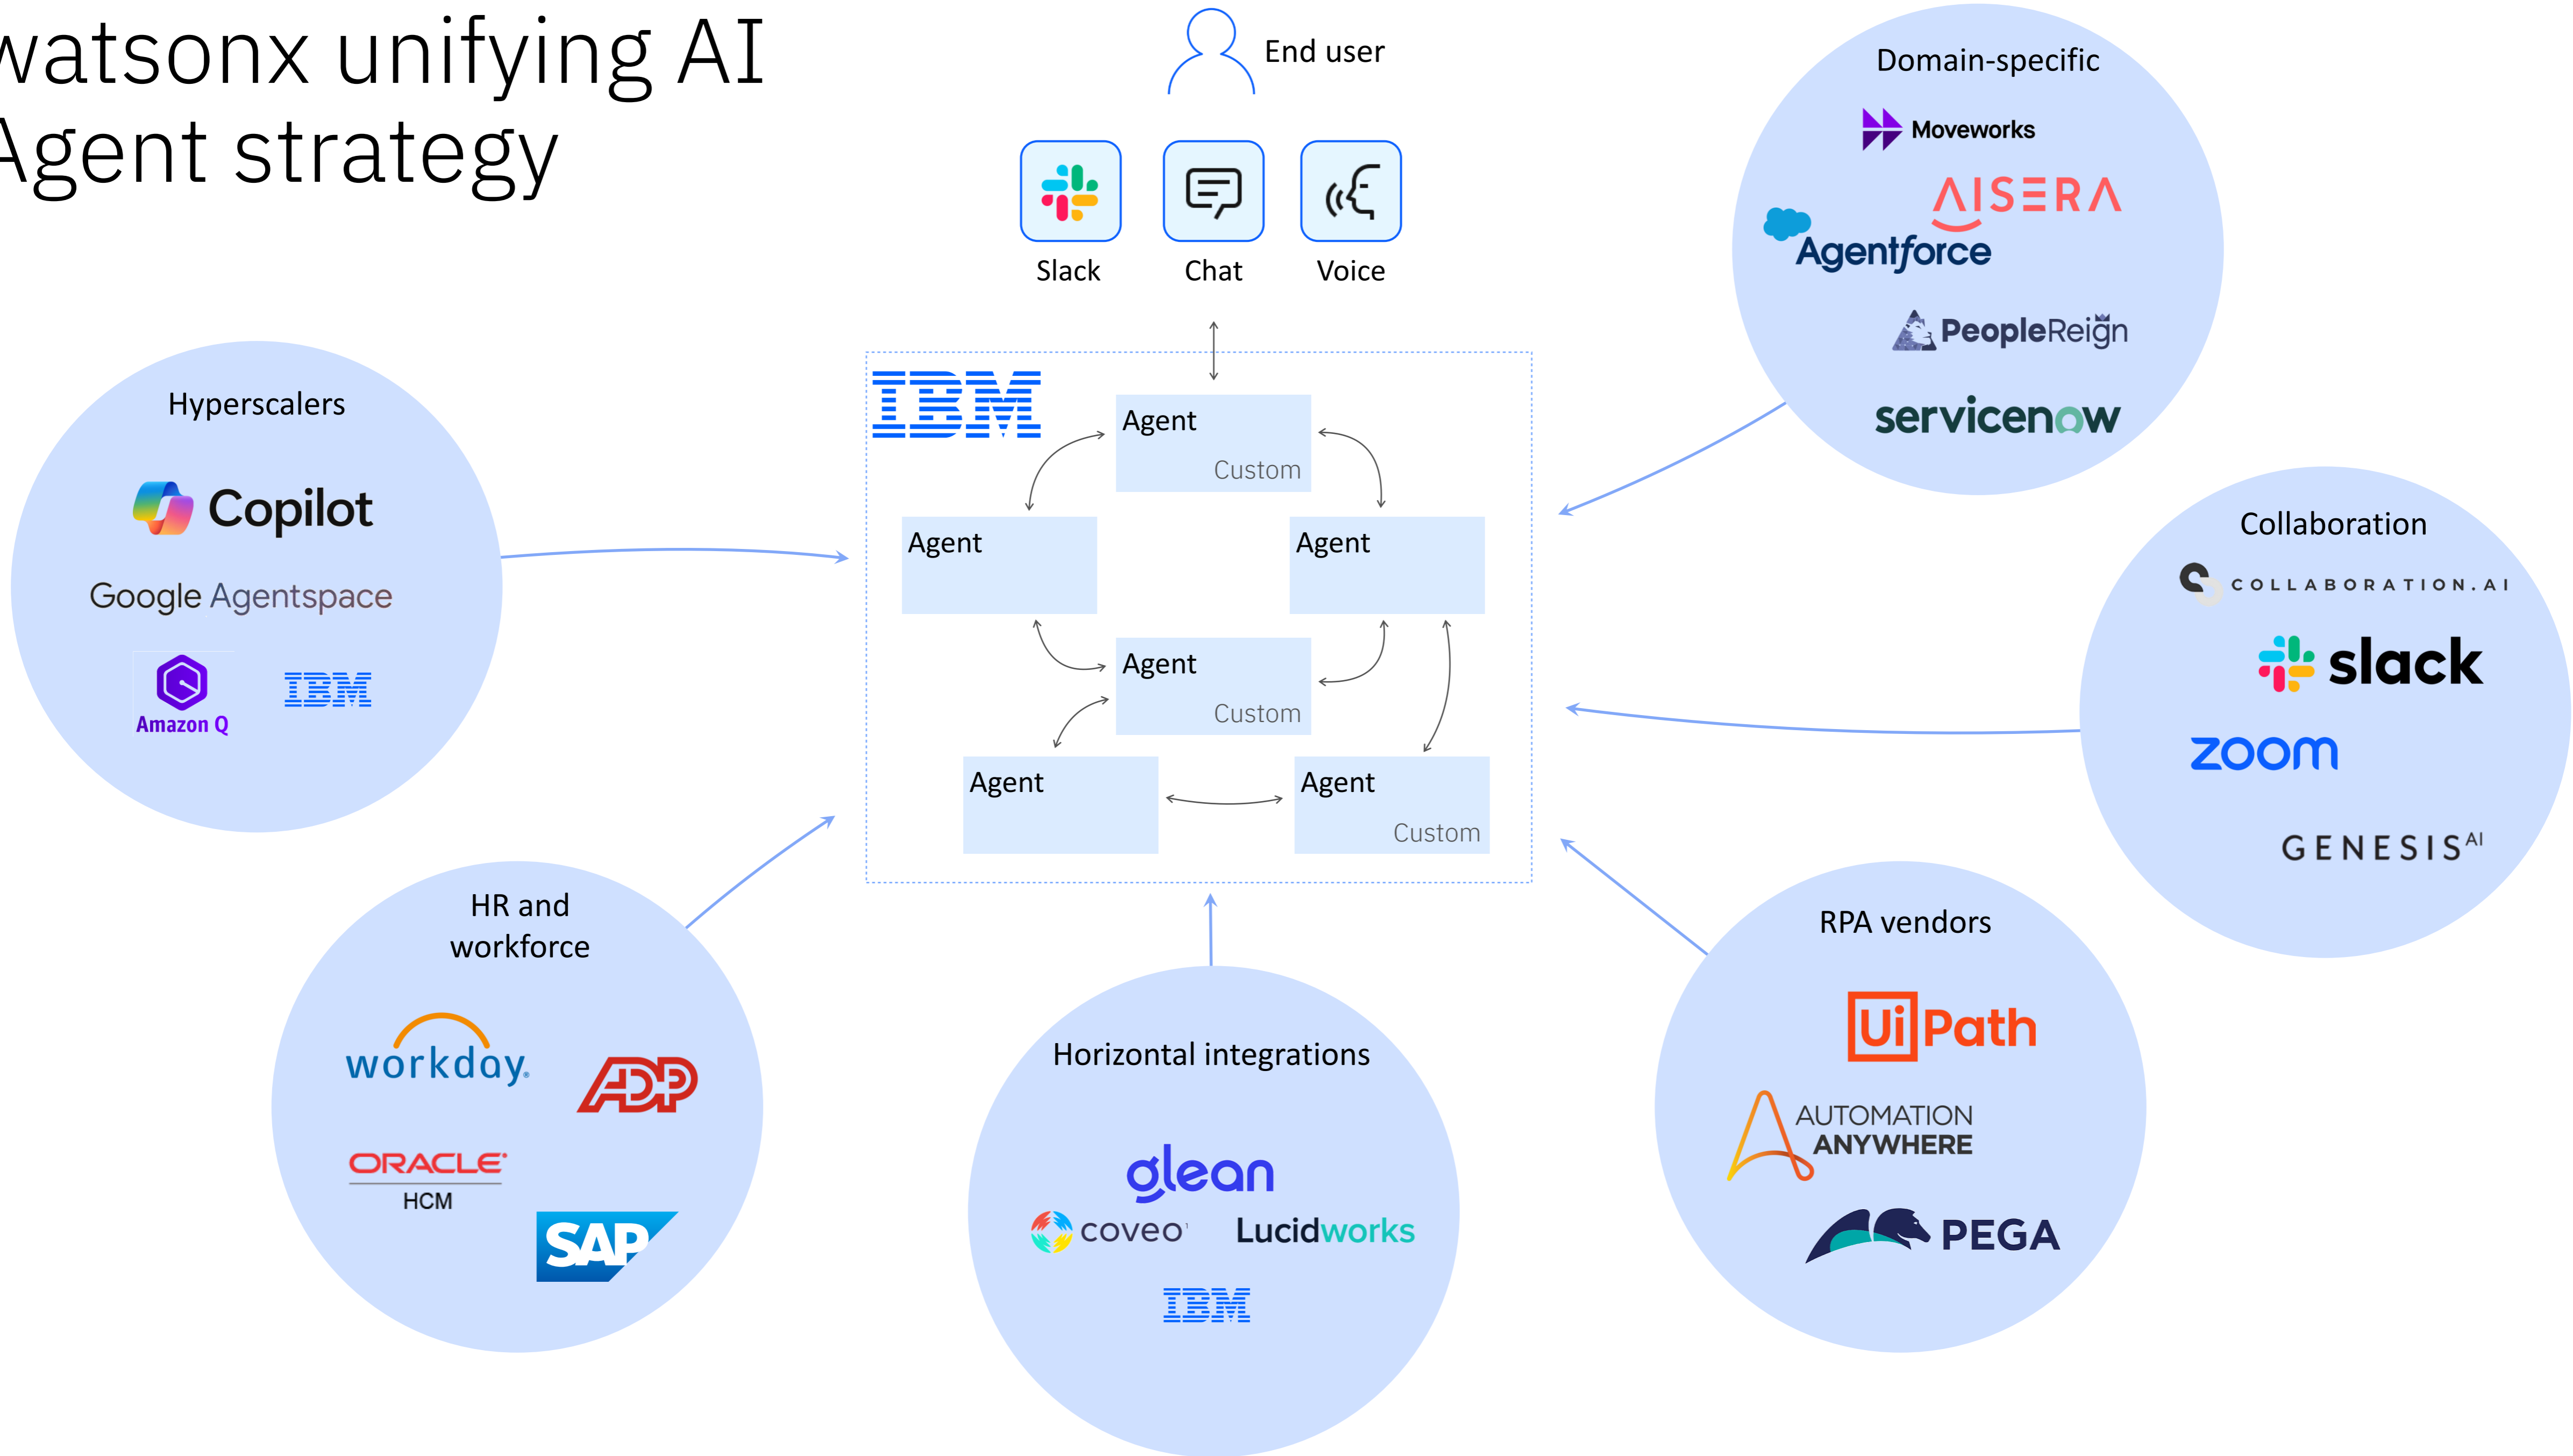 watsonx unifying AI
Agent strategy
End user
Slack
Chat
Voice
IBM
Agent
Custom
Agent
Agent
Agent
Custom
Agent
Agent
Custom
Hyperscalers
Copilot
Google Agentspace
Amazon Q
IBM
HR and
workforce
workday.
ADP
ORACLE
HCM
SAP
Horizontal integrations
glean
coveo
Lucidworks
IBM
RPA vendors
UiPath
AUTOMATION
ANYWHERE
PEGA
Collaboration
COLLABORATION.AI
slack
zoom
GENESIS AI
Domain-specific
Moveworks
AISERA
Agentforce
PeopleReign
servicenow